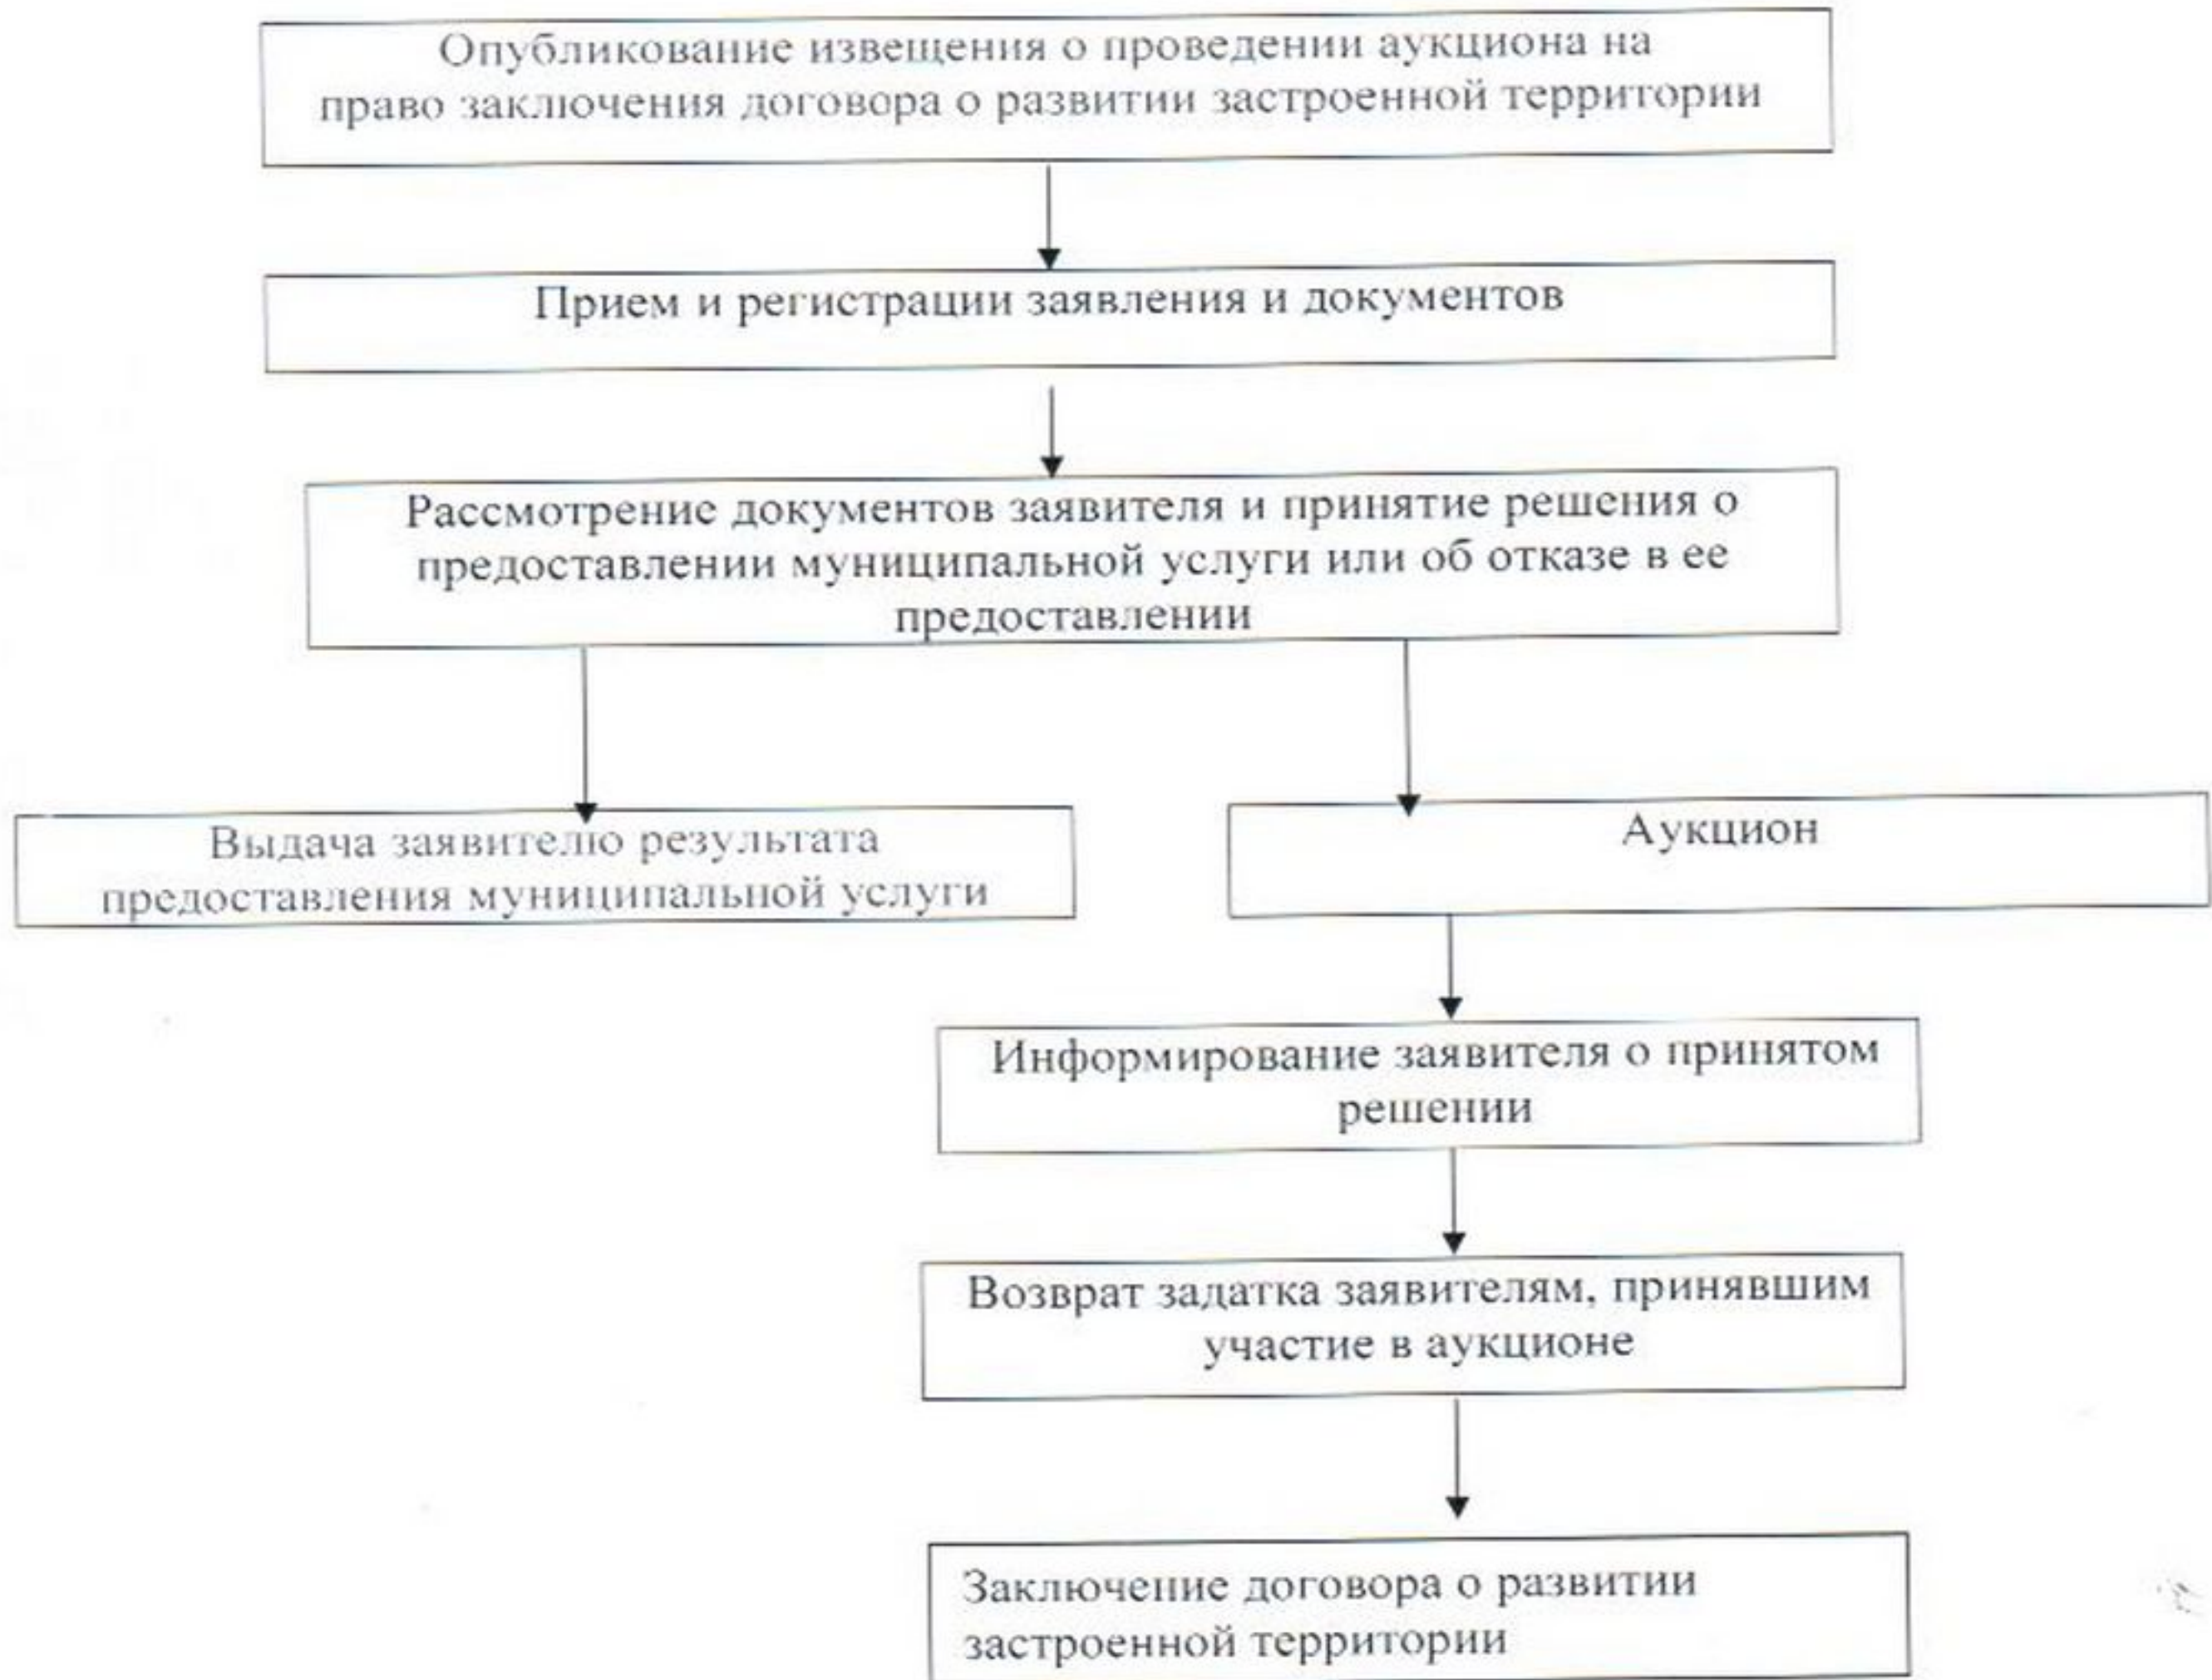 Опубликование извещения о проведении аукциона на
право заключения договора о развитии застроенной территории
Прием и регистрации заявления и документов
Рассмотрение документов заявителя и принятие решения о
предоставлении муниципальной услуги или об отказе в ее
предоставлении
Выдача заявителю результата
предоставления муниципальной услуги
Аукцион
Информирование заявителя о принятом
решении
Возврат задатка заявителям, принявшим
участие в аукционе
Заключение договора о развитии
застроенной территории